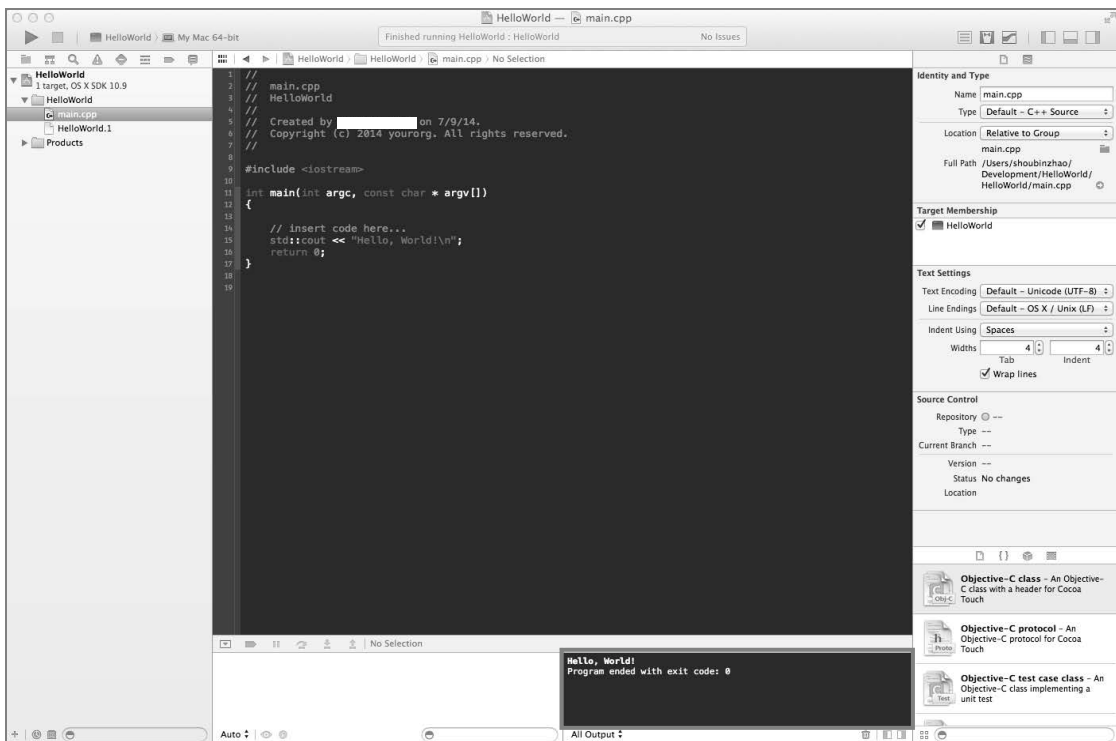 HelloWorld — main.cpp
HelloWorld › My Mac 64-bit
Finished running HelloWorld : HelloWorld
No Issues
HelloWorld
1 target, OS X SDK 10.9
HelloWorld
main.cpp
HelloWorld.1
Products
HelloWorld › HelloWorld › main.cpp › No Selection
1 //
2 // main.cpp
3 // HelloWorld
4 //
5 // Created by on 7/9/14.
6 // Copyright (c) 2014 yourorg. All rights reserved.
7 //
8
9 #include <iostream>
10
11 int main(int argc, const char * argv[])
12 {
13
14 // insert code here...
15 std::cout << "Hello, World!\n";
16 return 0;
17 }
18
19
No Selection
Hello, World!
Program ended with exit code: 0
Auto
All Output
Identity and Type
Name main.cpp
Type Default - C++ Source
Location Relative to Group
main.cpp
Full Path /Users/shoubinzhao/
Development/HelloWorld/
HelloWorld/main.cpp
Target Membership
HelloWorld
Text Settings
Text Encoding Default - Unicode (UTF-8)
Line Endings Default - OS X / Unix (LF)
Indent Using Spaces
Widths 4 4
Tab Indent
Wrap lines
Source Control
Repository --
Type --
Current Branch --
Version --
Status No changes
Location
{}
Objective-C class - An Objective-
C class with a header for Cocoa
Touch
Obj-C
Objective-C protocol - An
Objective-C protocol for Cocoa
Touch
h
Proto
Objective-C test case class - An
Objective-C class implementing a
unit test
Test